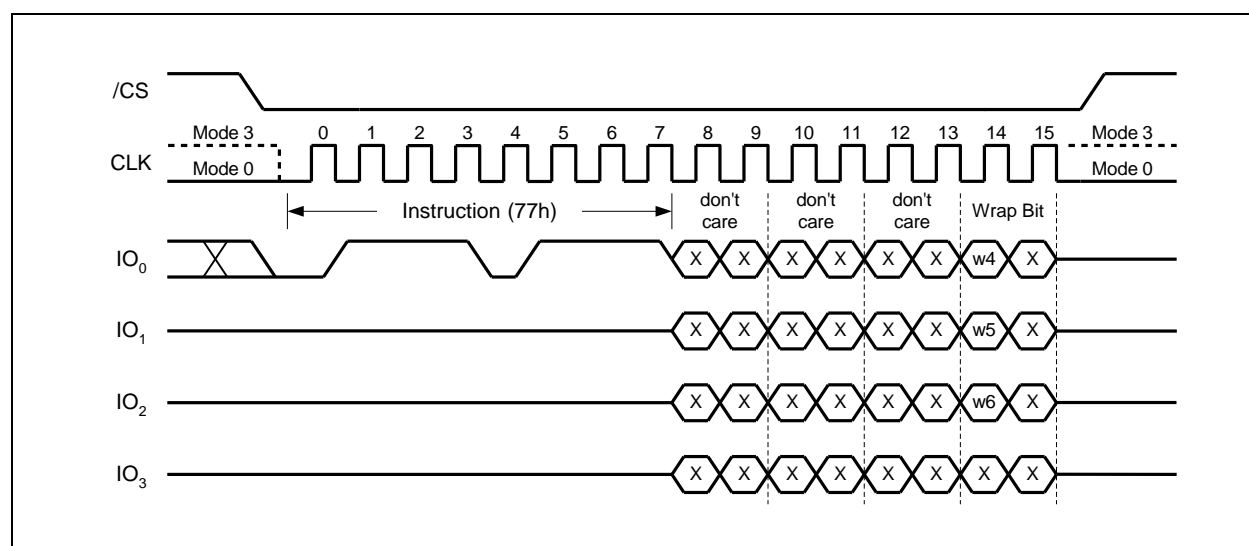 /CS
Mode 3 0 1 2 3 4 5 6 7 8 9 10 11 12 13 14 15 Mode 3
CLK
Mode 0 Mode 0
Instruction (77h) don't care don't care don't care Wrap Bit
IO0 X X X X X X w4 X
IO1 X X X X X X w5 X
IO2 X X X X X X w6 X
IO3 X X X X X X X X